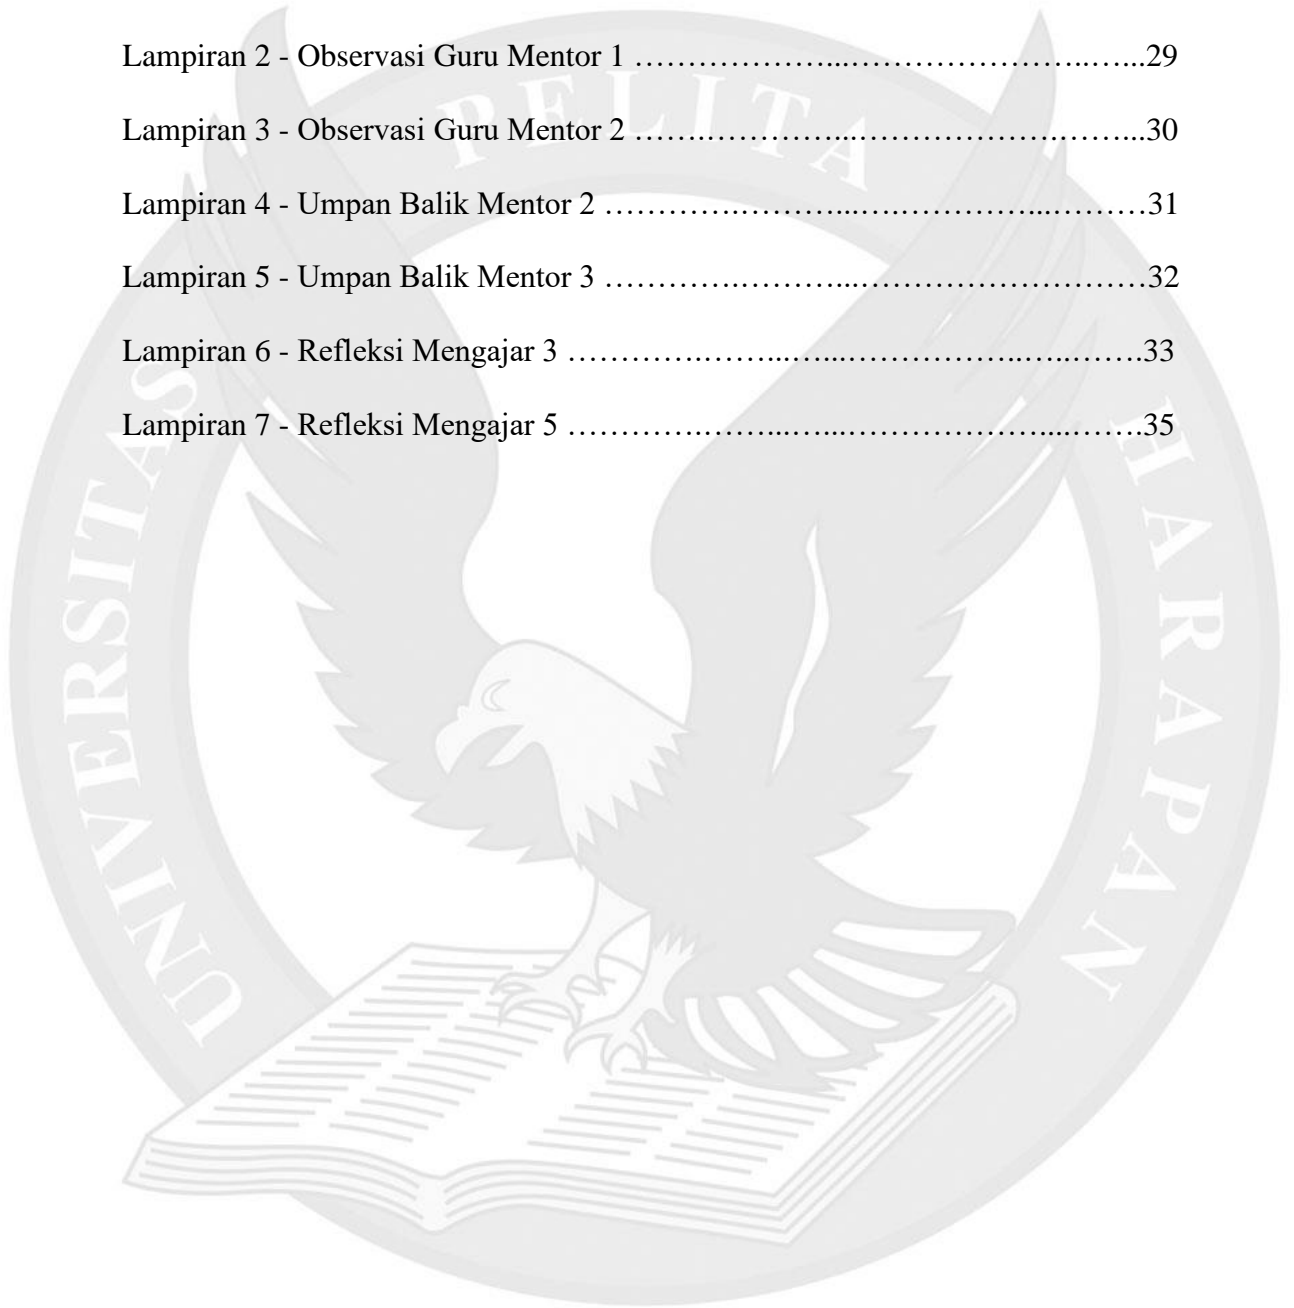 Lampiran 2 - Observasi Guru Mentor 1 …………………...…………………….…...29
Lampiran 3 - Observasi Guru Mentor 2 …….…………...………………….……...30
Lampiran 4 - Umpan Balik Mentor 2 ………….………...….…………...………31
Lampiran 5 - Umpan Balik Mentor 3 ………….………...………………………32
Lampiran 6 - Refleksi Mengajar 3 ………….……...…...……………..…..…….33
Lampiran 7 - Refleksi Mengajar 5 ………….……...…...…………………...…….35
UNIVERSITAS PELITA HARAPAN